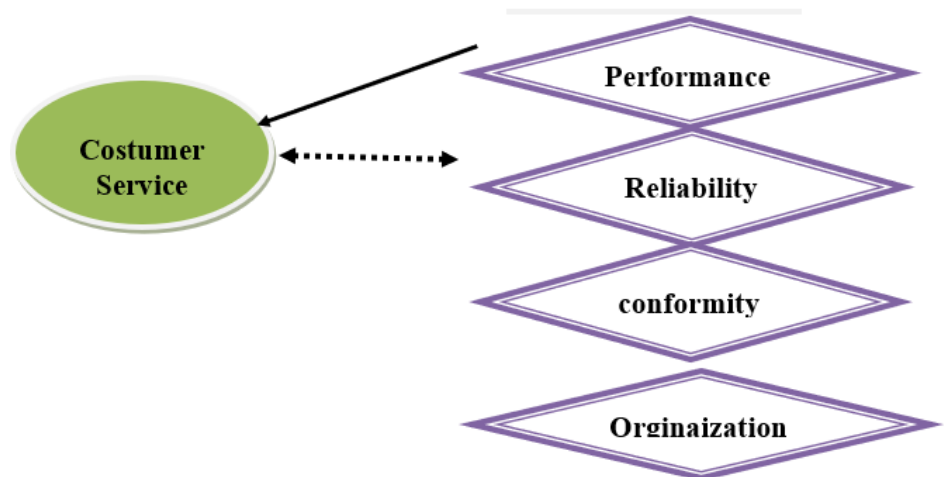 Performance
Costumer
Service
Reliability
conformity
Orginaization